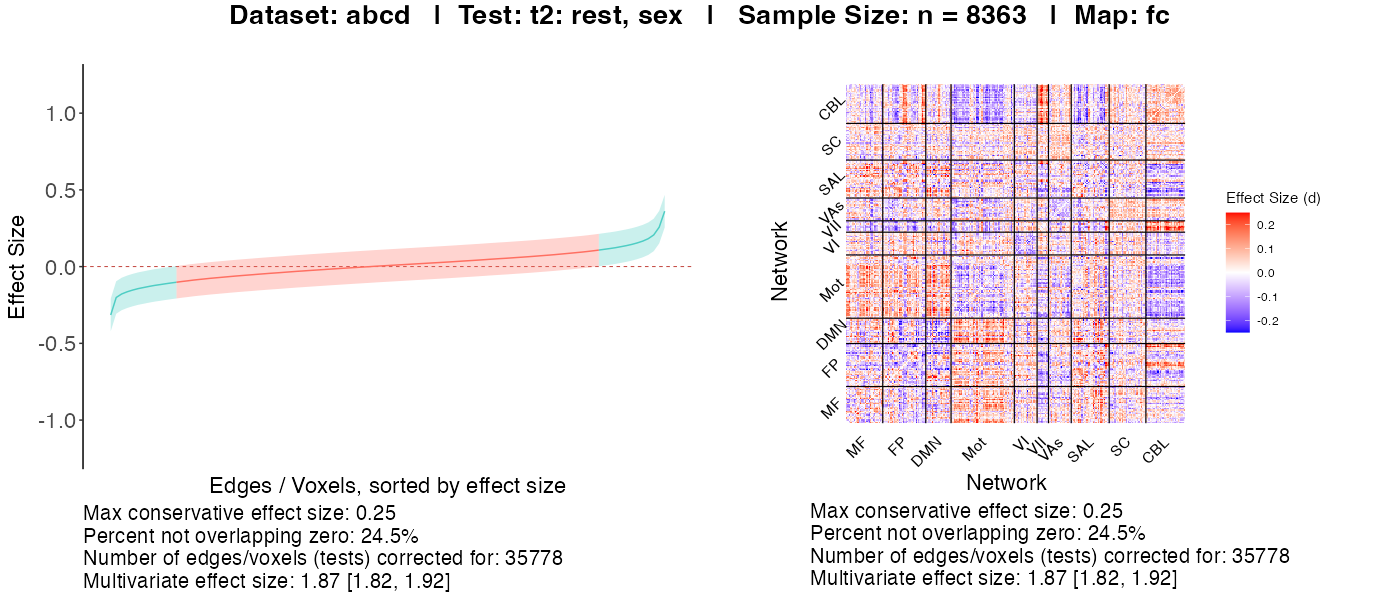 Dataset: abcd | Test: t2: rest, sex | Sample Size: n = 8363 | Map: fc
Effect Size
1.0
0.5
0.0
-0.5
-1.0
Edges / Voxels, sorted by effect size
Max conservative effect size: 0.25
Percent not overlapping zero: 24.5%
Number of edges/voxels (tests) corrected for: 35778
Multivariate effect size: 1.87 [1.82, 1.92]
Network
CBL
SC
SAL
VAs
VII
VI
Mot
DMN
FP
MF
MF
FP
DMN
Mot
VI
VII
VAs
SAL
SC
CBL
Network
Effect Size (d)
0.2
0.1
0.0
-0.1
-0.2
Max conservative effect size: 0.25
Percent not overlapping zero: 24.5%
Number of edges/voxels (tests) corrected for: 35778
Multivariate effect size: 1.87 [1.82, 1.92]